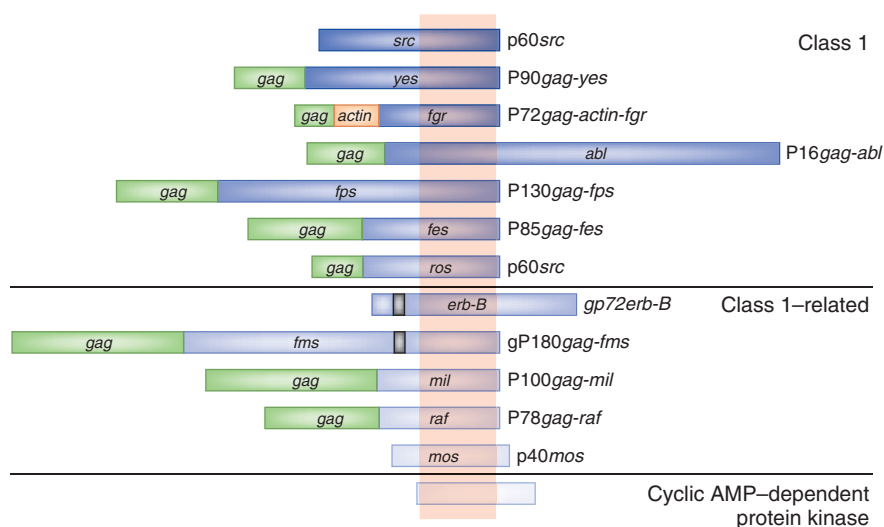 src p60src Class 1
gag yes P90gag-yes
gag actin fgr P72gag-actin-fgr
gag abl P16gag-abl
gag fps P130gag-fps
gag fes P85gag-fes
gag ros p60src
erb-B gp72erb-B Class 1–related
gag fms gP180gag-fms
gag mil P100gag-mil
gag raf P78gag-raf
mos p40mos
Cyclic AMP–dependent
protein kinase